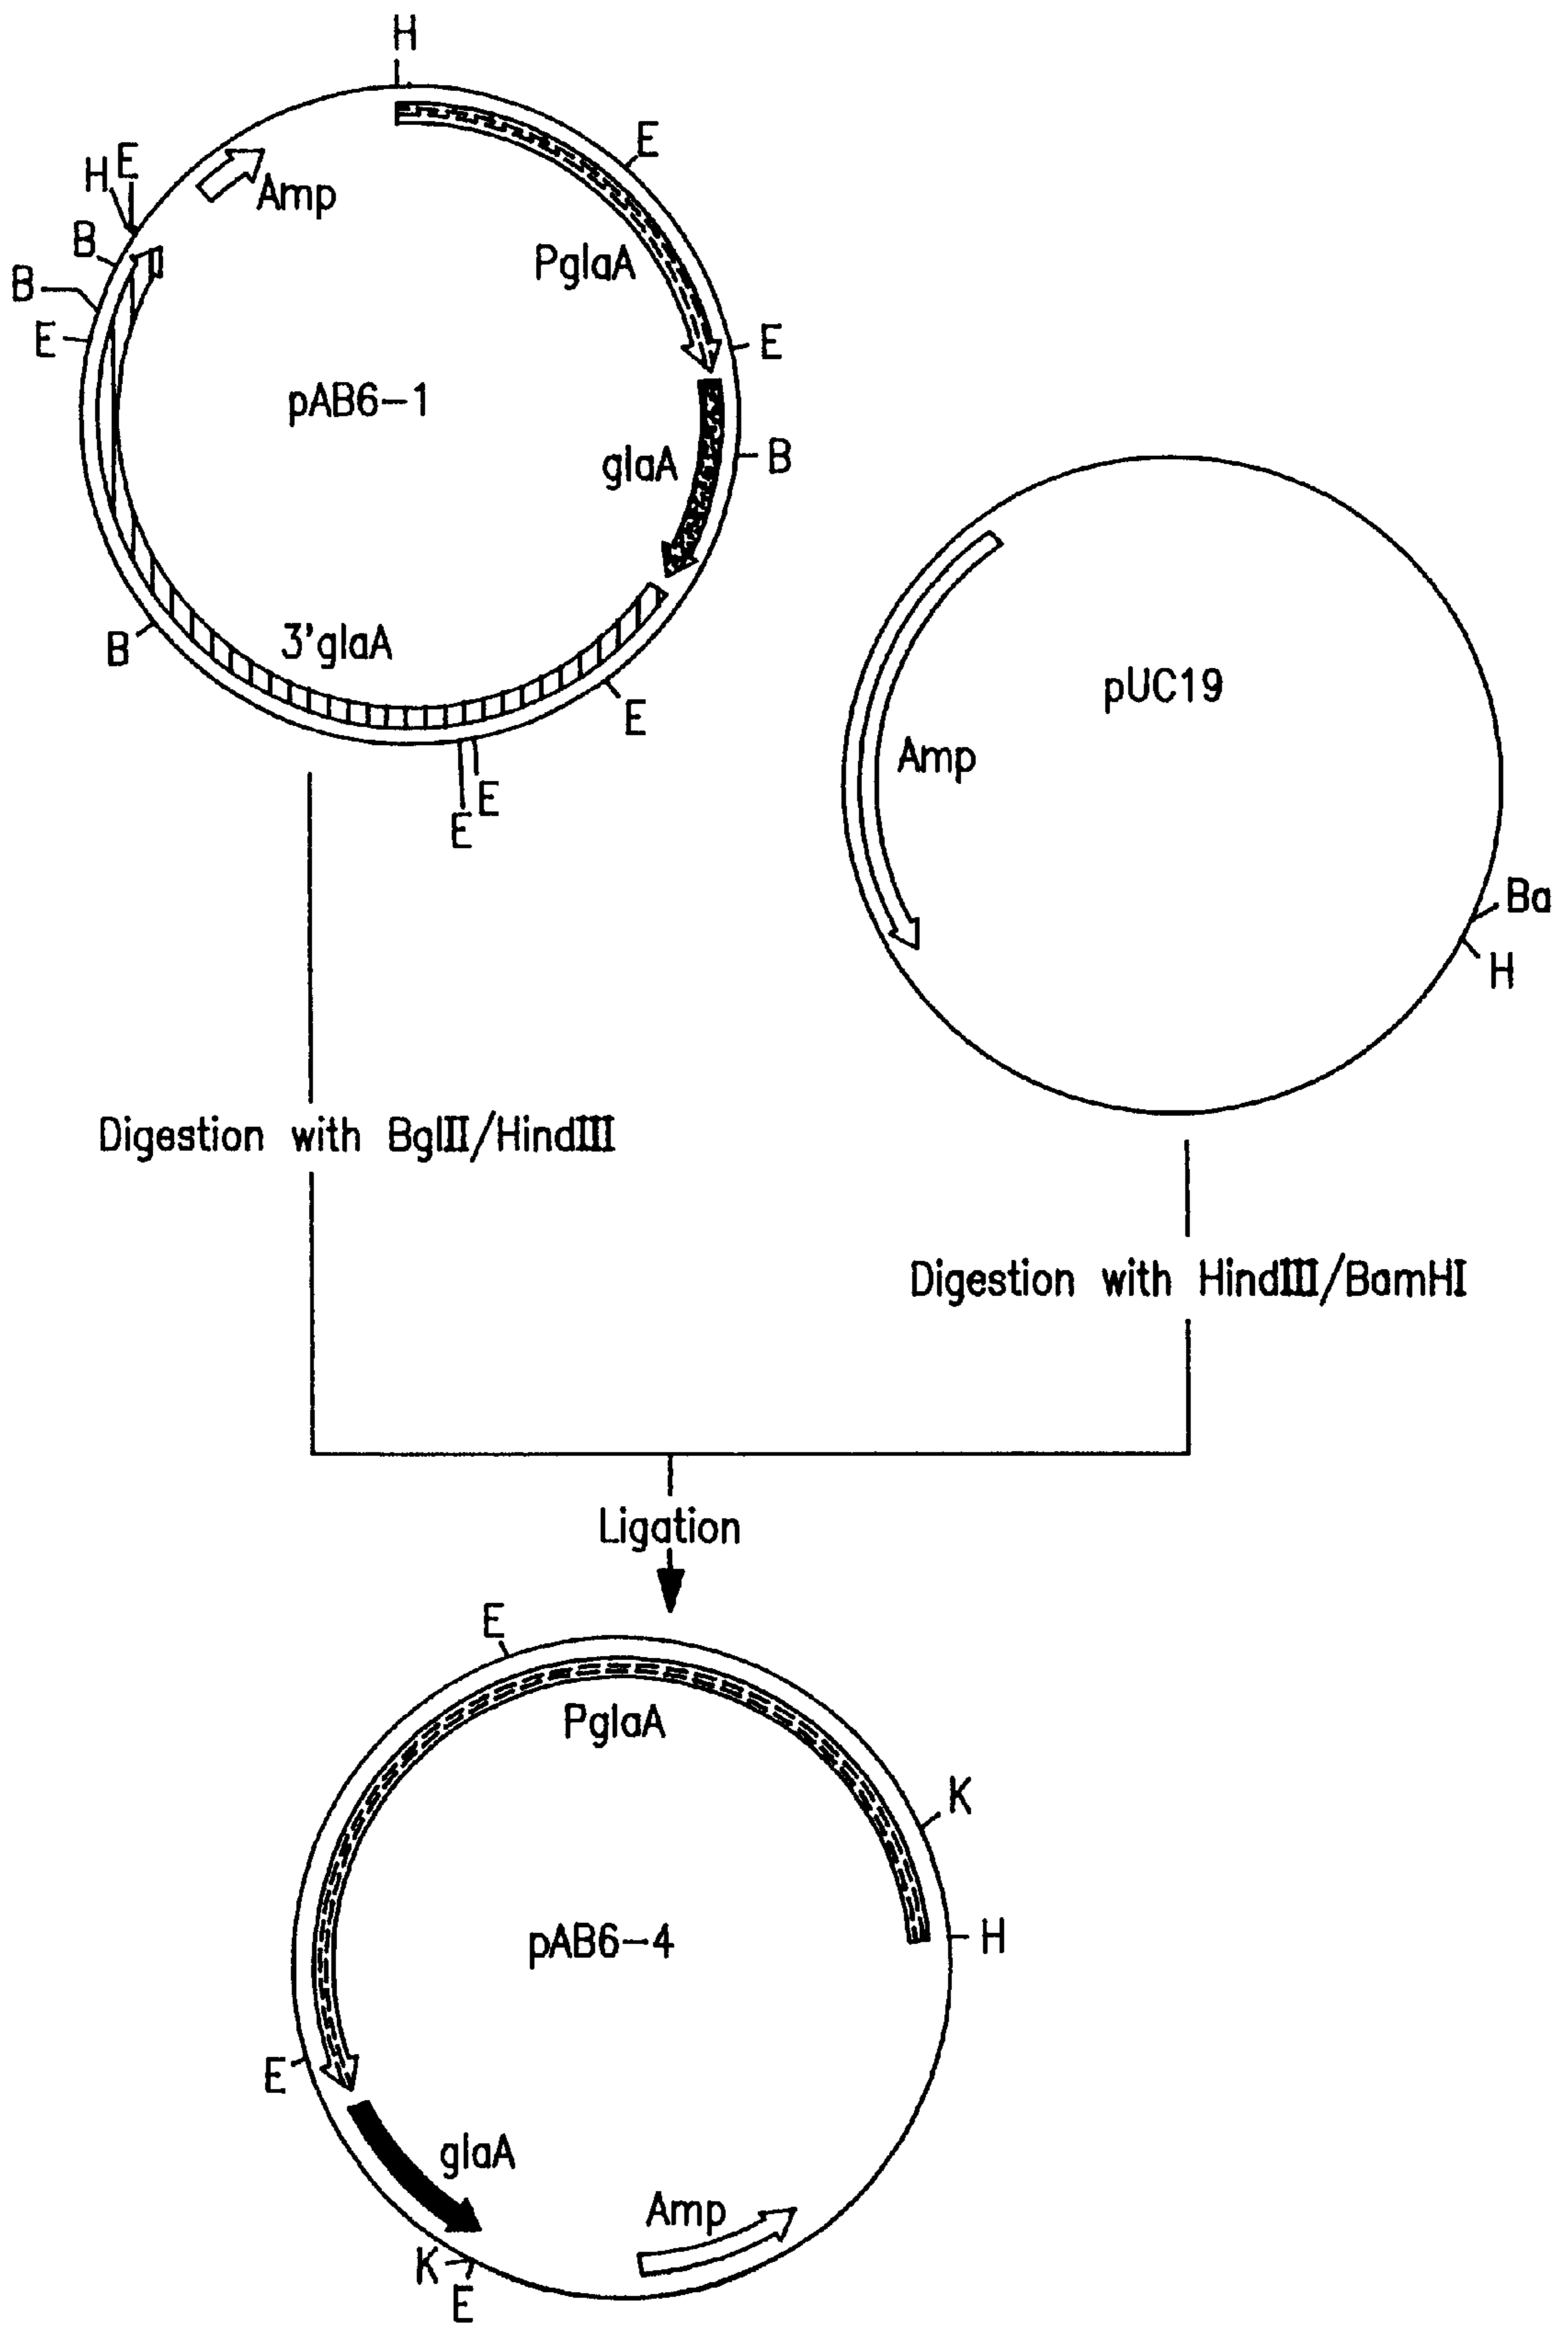 H
E
H E
Amp
B
PglaA
B
E
E
pAB6-1
glaA
B
3'glaA
B
pUC19
E
Amp
E
E
Ba
H
Digestion with BglII/HindIII
Digestion with HindIII/BamHI
Ligation
E
PglaA
K
pAB6-4
H
E
glaA
Amp
K
E